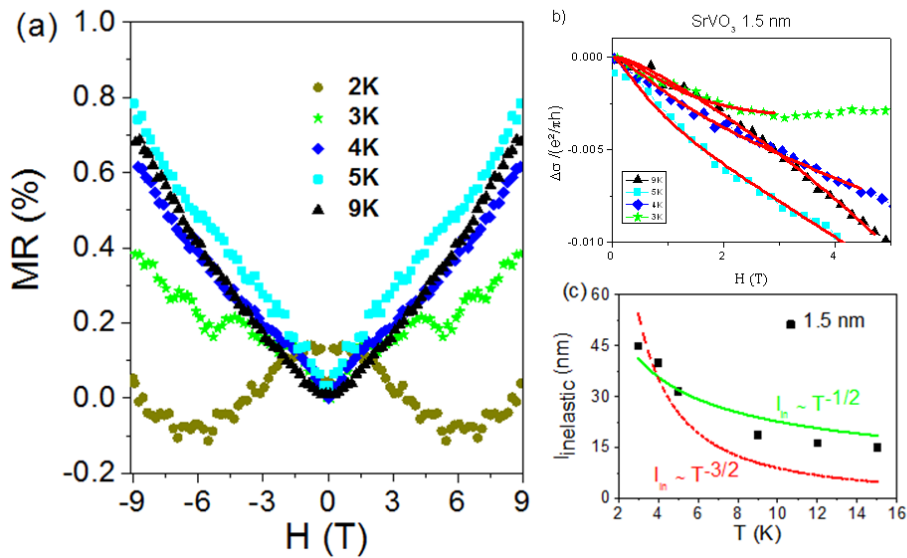 (a)
MR (%)
1.0
0.8
0.6
0.4
0.2
0.0
-0.2
2K
3K
4K
5K
9K
-9 -6 -3 0 3 6 9
H (T)
b)
SrVO3 1.5 nm
Δσ/(e²/πh)
0.000
-0.005
-0.010
9K
5K
4K
3K
0 2 4
H (T)
(c)
linelastic (nm)
60
45
30
15
0
1.5 nm
lin ~ T-1/2
lin ~ T-3/2
2 4 6 8 10 12 14 16
T (K)